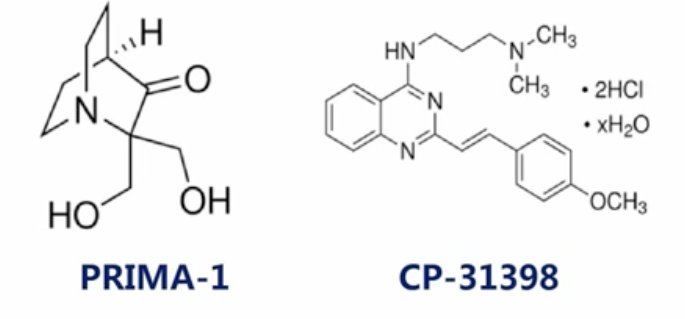 H
O
N
HO
OH
PRIMA-1
HN
N
CH₃
CH₃
N
N
• 2HCl
• xH₂O
OCH₃
CP-31398